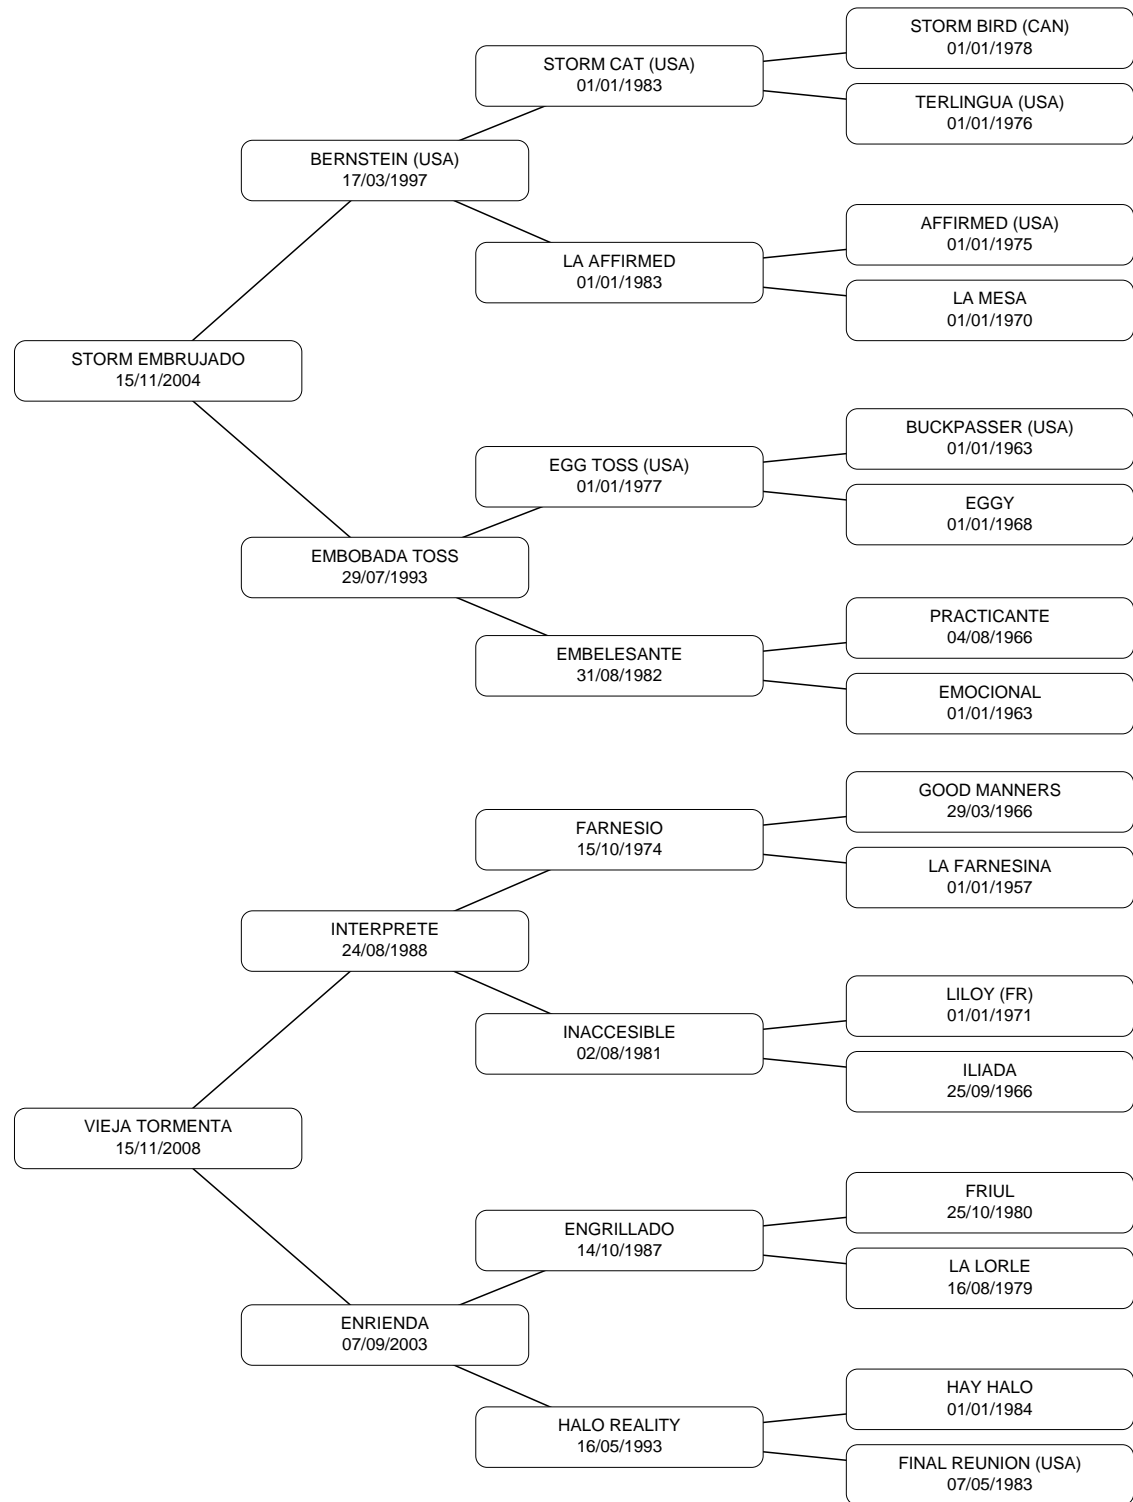 STORM BIRD (CAN)
01/01/1978
STORM CAT (USA)
01/01/1983
TERLINGUA (USA)
01/01/1976
BERNSTEIN (USA)
17/03/1997
AFFIRMED (USA)
01/01/1975
LA AFFIRMED
01/01/1983
LA MESA
01/01/1970
STORM EMBRUJADO
15/11/2004
BUCKPASSER (USA)
01/01/1963
EGG TOSS (USA)
01/01/1977
EGGY
01/01/1968
EMBOBADA TOSS
29/07/1993
PRACTICANTE
04/08/1966
EMBELESANTE
31/08/1982
EMOCIONAL
01/01/1963
GOOD MANNERS
29/03/1966
FARNESIO
15/10/1974
LA FARNESINA
01/01/1957
INTERPRETE
24/08/1988
LILOY (FR)
01/01/1971
INACCESIBLE
02/08/1981
ILIADA
25/09/1966
VIEJA TORMENTA
15/11/2008
FRIUL
25/10/1980
ENGRILLADO
14/10/1987
LA LORLE
16/08/1979
ENRIENDA
07/09/2003
HAY HALO
01/01/1984
HALO REALITY
16/05/1993
FINAL REUNION (USA)
07/05/1983